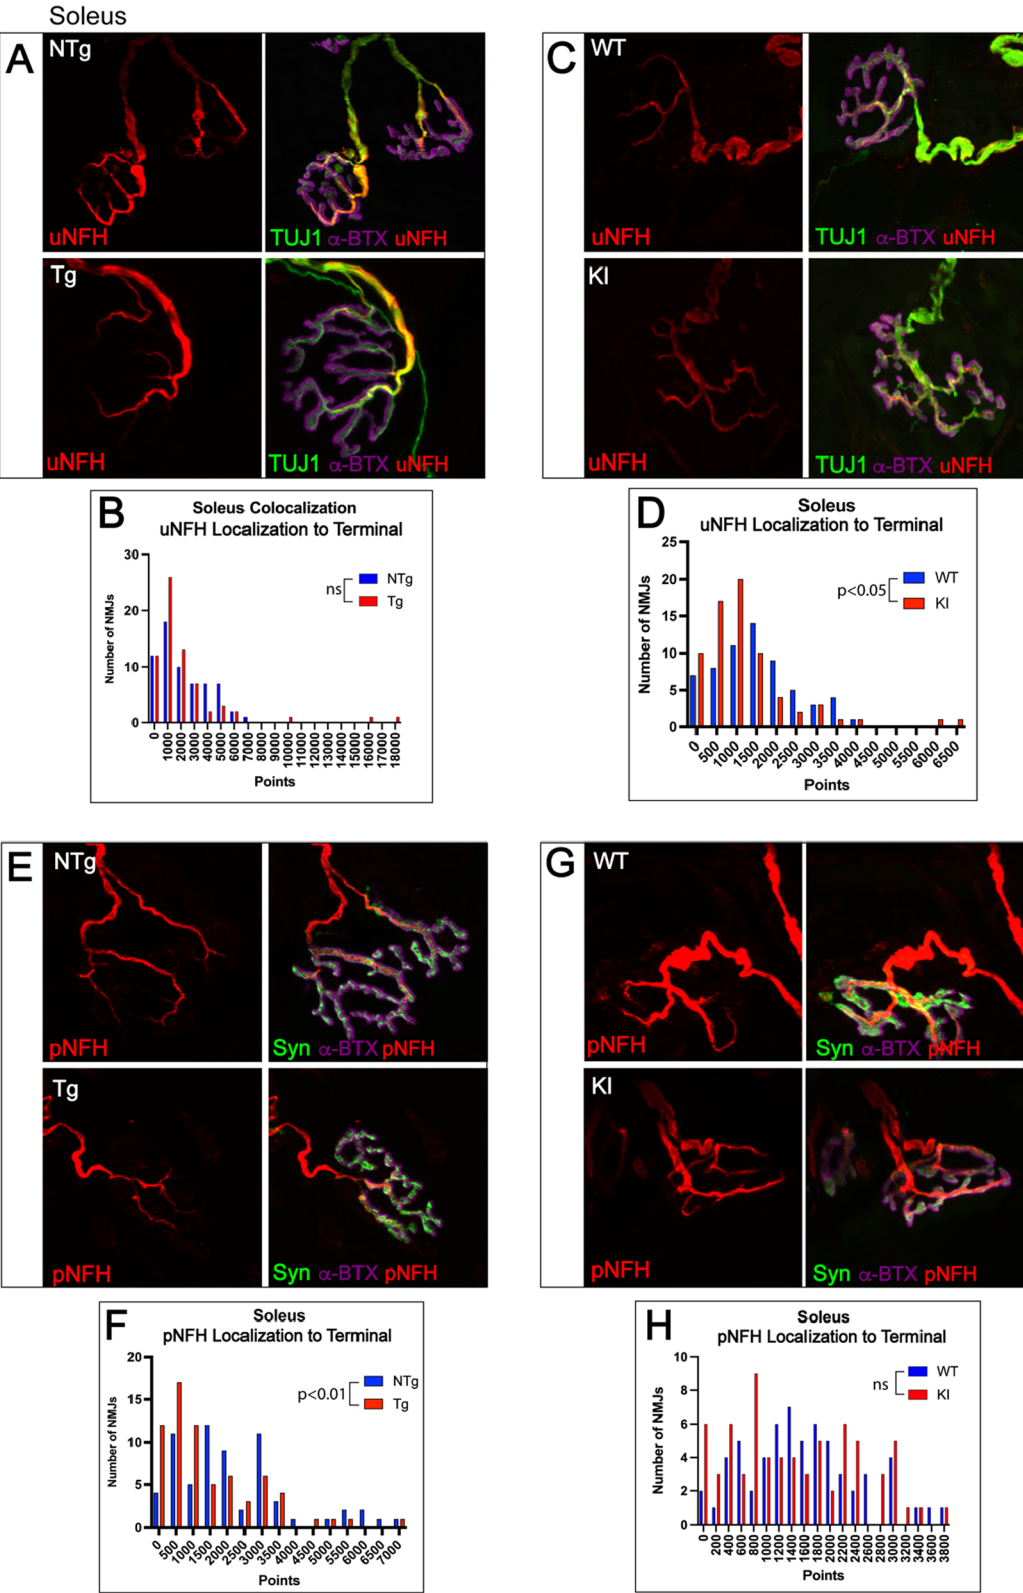 Soleus
A
NTg
uNFH
TUJ1 α-BTX uNFH
Tg
uNFH
TUJ1 α-BTX uNFH
C
WT
uNFH
TUJ1 α-BTX uNFH
KI
uNFH
TUJ1 α-BTX uNFH
B
Soleus Colocalization
uNFH Localization to Terminal
Number of NMJs
30
20
10
0
ns
NTg
Tg
0 1000 2000 3000 4000 5000 6000 7000 8000 9000 10000 11000 12000 13000 14000 15000 16000 17000 18000
Points
D
Soleus
uNFH Localization to Terminal
Number of NMJs
25
20
15
10
5
0
p<0.05
WT
KI
0 500 1000 1500 2000 2500 3000 3500 4000 4500 5000 5500 6000 6500
Points
E
NTg
pNFH
Syn α-BTX pNFH
Tg
pNFH
Syn α-BTX pNFH
G
WT
pNFH
Syn α-BTX pNFH
KI
pNFH
Syn α-BTX pNFH
F
Soleus
pNFH Localization to Terminal
Number of NMJs
20
15
10
5
0
p<0.01
NTg
Tg
0 500 1000 1500 2000 2500 3000 3500 4000 4500 5000 5500 6000 6500 7000
Points
H
Soleus
pNFH Localization to Terminal
Number of NMJs
10
8
6
4
2
0
ns
WT
KI
0 200 400 600 800 1000 1200 1400 1600 1800 2000 2200 2400 2600 2800 3000 3200 3400 3600 3800
Points